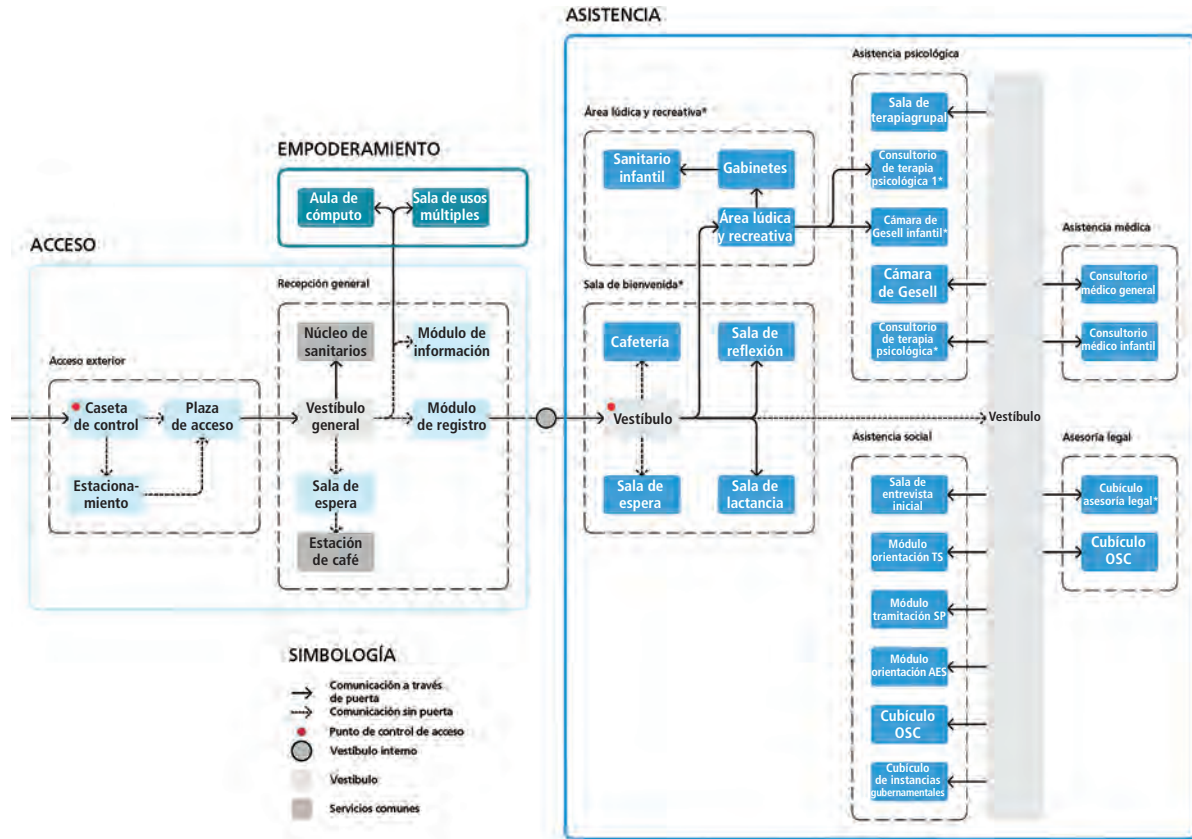 ASISTENCIA
Asistencia psicológica
Sala de
terapiagrupal
Consultorio
de terapia
psicológica 1*
Cámara de
Gesell infantil*
Cámara
de Gesell
Consultorio
de terapia
psicológica*
Área lúdica y recreativa*
Sanitario
infantil
Gabinetes
Área lúdica
y recreativa
EMPODERAMIENTO
Aula de
cómputo
Sala de usos
múltiples
Asistencia médica
Consultorio
médico general
Consultorio
médico infantil
ACCESO
Recepción general
Núcleo de
sanitarios
Módulo de
información
Vestíbulo
general
Módulo
de registro
Sala de
espera
Estación
de café
Acceso exterior
Caseta
de control
Plaza
de acceso
Estaciona-
miento
Sala de bienvenida*
Cafetería
Sala de
reflexión
Vestíbulo
Sala de
espera
Sala de
lactancia
Vestíbulo
Asistencia social
Sala de
entrevista
inicial
Módulo
orientación TS
Módulo
tramitación SP
Módulo
orientación AES
Cubículo
OSC
Cubículo
de instancias
gubernamentales
Asesoría legal
Cubículo
asesoría legal*
Cubículo
OSC
SIMBOLOGÍA
Comunicación a través
de puerta
Comunicación sin puerta
Punto de control de acceso
Vestíbulo interno
Vestíbulo
Servicios comunes